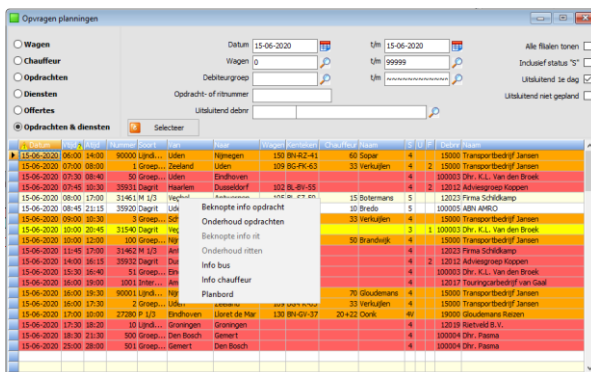 Opvragen planningen
Wagen
Chauffeur
Opdrachten
Diensten
Offertes
Opdrachten & diensten
Datum 15-06-2020 t/m 15-06-2020
Wagen 0 t/m 99999
Debiteurgroep t/m ~~~~~~~~~~~~
Opdracht- of ritnummer
Uitsluitend debnr
Selecteer
Alle filialen tonen
Inclusief status "S"
Uitsluitend 1e dag
Uitsluitend niet gepland
Datum Vtijd Atijd Nummer Soort Van Naar Wagen Kenteken Chauffeur Naam S U F Debnr Naam
15-06-2020 06:00 14:00 90000 Lijndi... Uden Nijmegen 150 BN-RZ-41 60 Sopar 4 15000 Transportbedrijf Jansen
15-06-2020 07:00 08:00 1 Groep... Zeeland Uden 109 BG-FK-63 33 Verkuijlen 4 2 15000 Transportbedrijf Jansen
15-06-2020 07:30 08:40 50 Groep... Uden Eindhoven 4 100003 Dhr. K.L. Van den Broek
15-06-2020 07:45 10:30 35931 Dagrit Haarlem Dusseldorf 102 BL-BV-55 4 2 12012 Adviesgroep Koppen
15-06-2020 08:00 17:00 31461 M 1/3 Veghel Antwerpen 15 Botermans 5 12023 Firma Schildkamp
15-06-2020 08:45 21:15 35920 Dagrit 10 Bredo 5 100005 ABN AMRO
15-06-2020 09:00 10:30 3 Groep... 33 Verkuijlen 4 15000 Transportbedrijf Jansen
15-06-2020 10:00 20:45 31540 Dagrit 3 1 100003 Dhr. K.L. Van den Broek
15-06-2020 10:00 12:00 100 Groep... 50 Brandwijk 4 15000 Transportbedrijf Jansen
15-06-2020 11:45 17:00 31462 M 1/3 4 12023 Firma Schildkamp
15-06-2020 14:00 16:15 35932 Dagrit 4 2 12012 Adviesgroep Koppen
15-06-2020 15:30 16:40 51 Groep... 4 100003 Dhr. K.L. Van den Broek
15-06-2020 16:00 19:00 1001 Inter... 4 12017 Touringcarbedrijf van Gaal
15-06-2020 16:00 19:30 90001 Lijndi... 70 Gloudemans 4 15000 Transportbedrijf Jansen
15-06-2020 16:00 17:30 2 Groep... Uden Zeeland 33 Verkuijlen 4 15000 Transportbedrijf Jansen
15-06-2020 17:00 10:00 27280 P 1/3 Eindhoven Lloret de Mar 130 BN-GV-37 20+22 Oonk 4V 19000 Gloudemans Reizen
15-06-2020 17:30 18:20 10 Lijndi... Groningen Groningen 4 12019 Rietveld B.V.
15-06-2020 18:30 21:30 500 Groep... Den Bosch Gemert 4 100004 Dhr. Pasma
15-06-2020 25:00 28:00 501 Groep... Gemert Den Bosch 4 100004 Dhr. Pasma
Beknopte info opdracht
Onderhoud opdrachten
Beknopte info rit
Onderhoud ritten
Info bus
Info chauffeur
Planbord